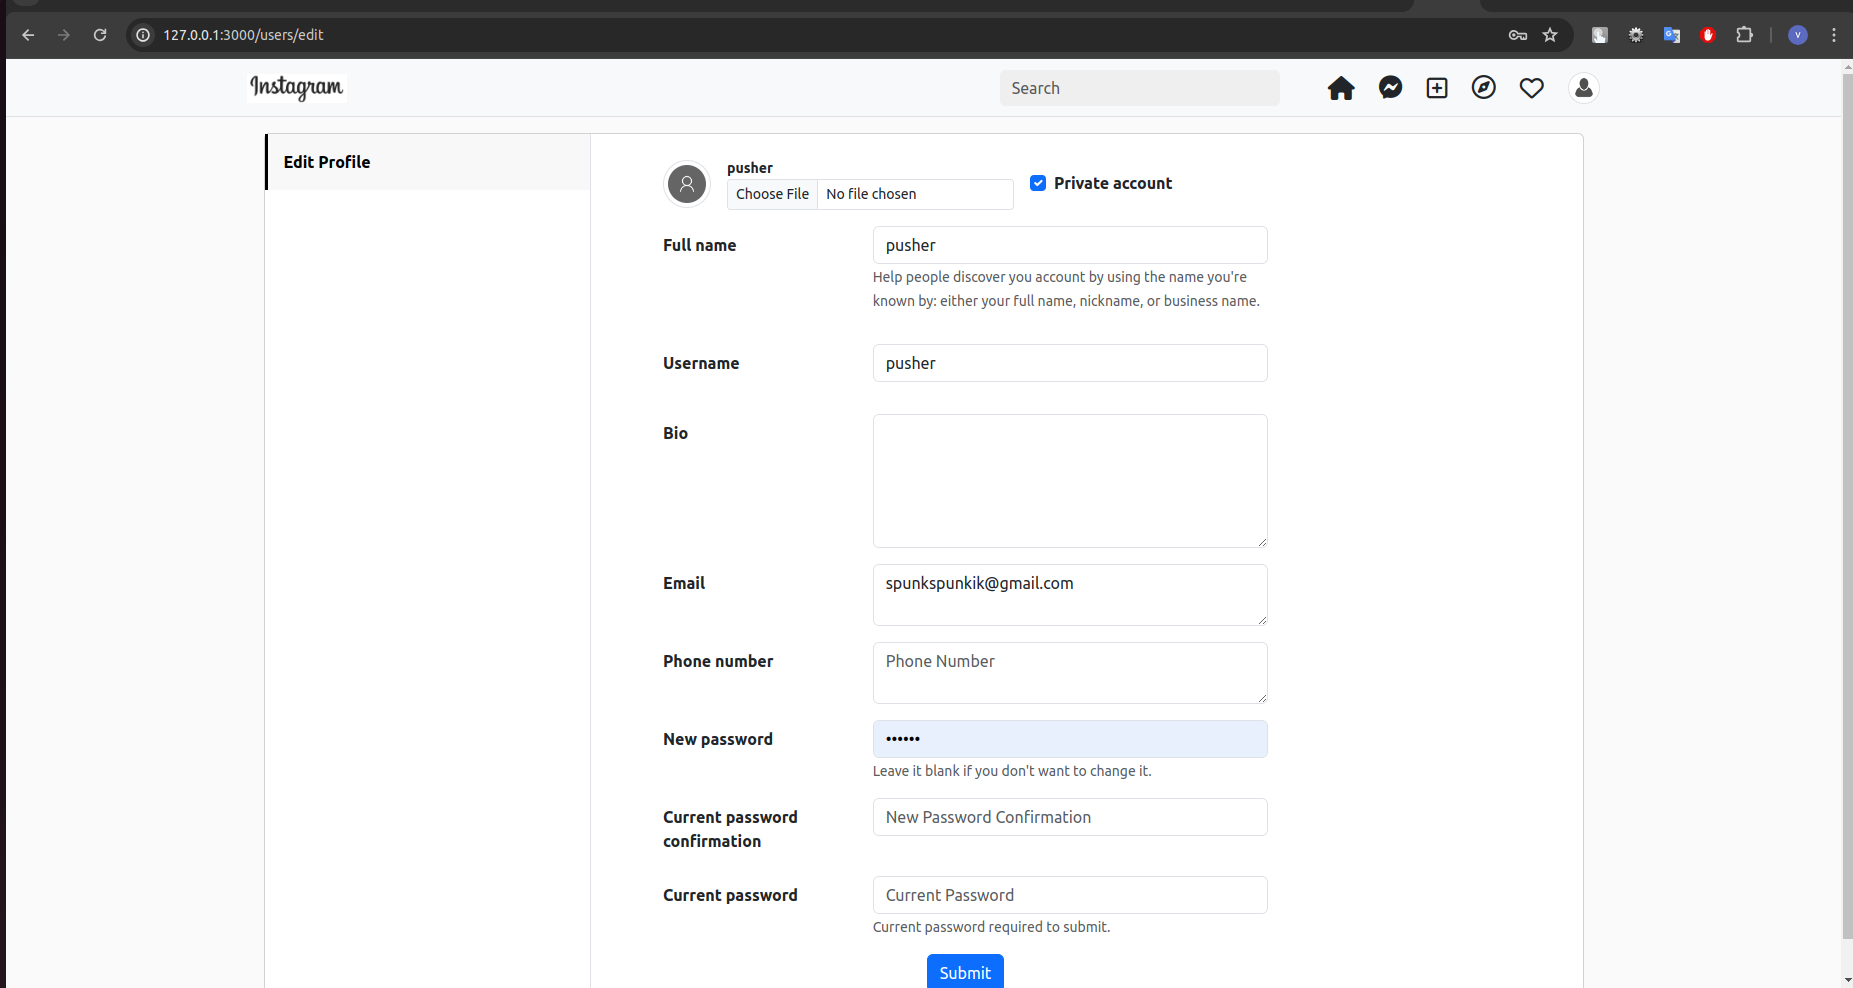 127.0.0.1:3000/users/edit
V
Instagram
Search
Edit Profile
pusher
Choose File No file chosen
Private account
Full name
pusher
Help people discover you account by using the name you're
known by: either your full name, nickname, or business name.
Username
pusher
Bio
Email
spunkspunkik@gmail.com
Phone number
Phone Number
New password
••••••
Leave it blank if you don't want to change it.
Current password
confirmation
New Password Confirmation
Current password
Current Password
Current password required to submit.
Submit